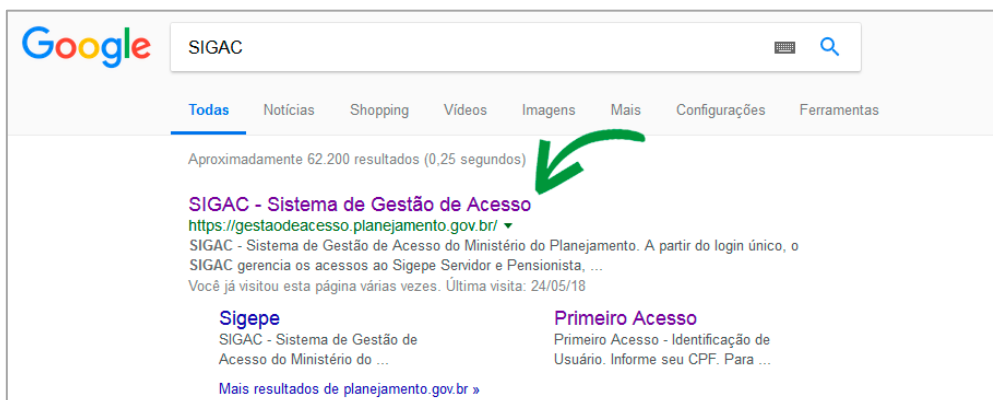 Google
SIGAC
Todas Notícias Shopping Vídeos Imagens Mais Configurações Ferramentas
Aproximadamente 62.200 resultados (0,25 segundos)
SIGAC - Sistema de Gestão de Acesso
https://gestaodeacesso.planejamento.gov.br/
SIGAC - Sistema de Gestão de Acesso do Ministério do Planejamento. A partir do login único, o
SIGAC gerencia os acessos ao Sigepe Servidor e Pensionista, ...
Você já visitou esta página várias vezes. Última visita: 24/05/18
Sigepe
SIGAC - Sistema de Gestão de
Acesso do Ministério do ...
Primeiro Acesso
Primeiro Acesso - Identificação de
Usuário. Informe seu CPF. Para ...
Mais resultados de planejamento.gov.br »